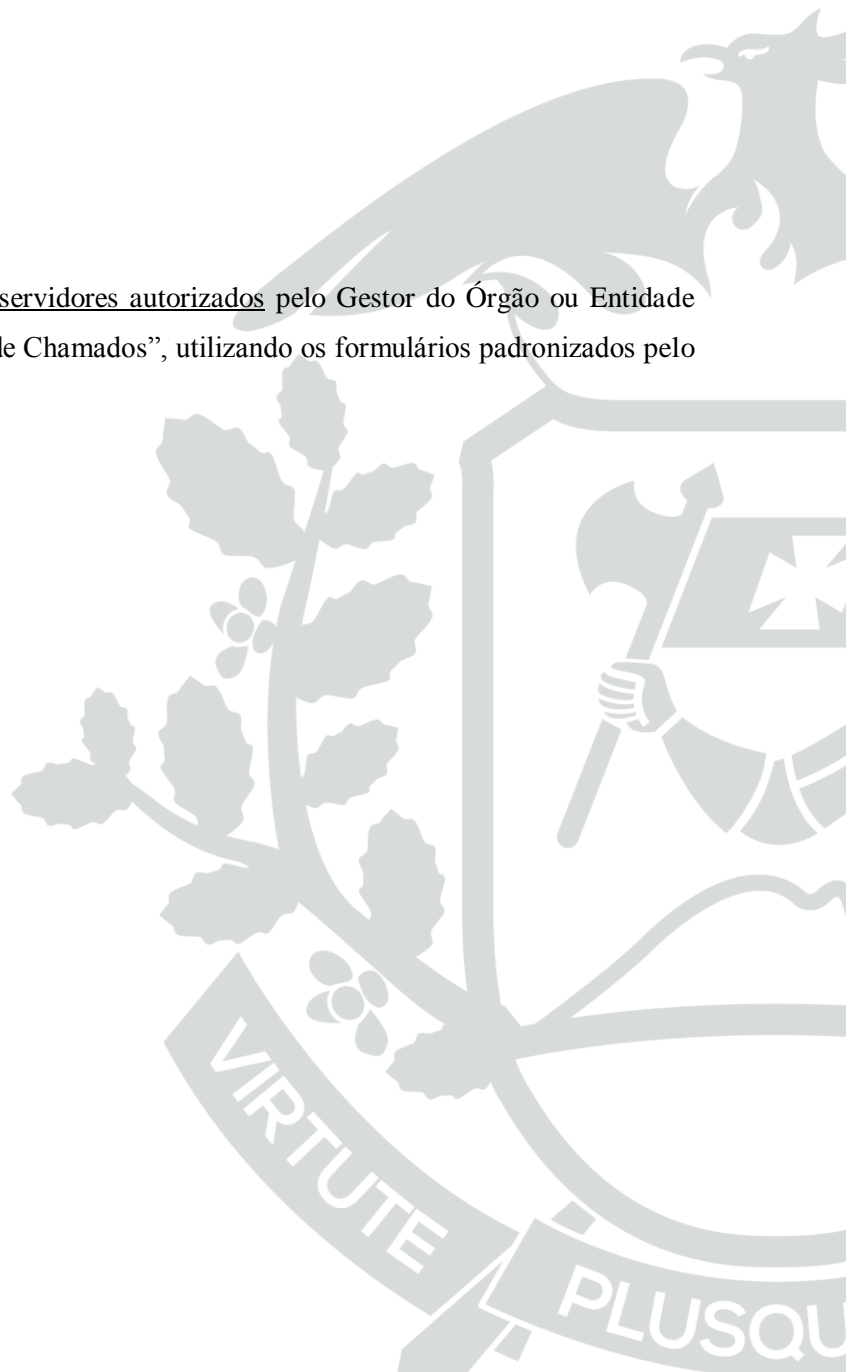 servidores autorizados pelo Gestor do Órgão ou Entidade
de Chamados”, utilizando os formulários padronizados pelo
VIRTUTE
PLUSQU